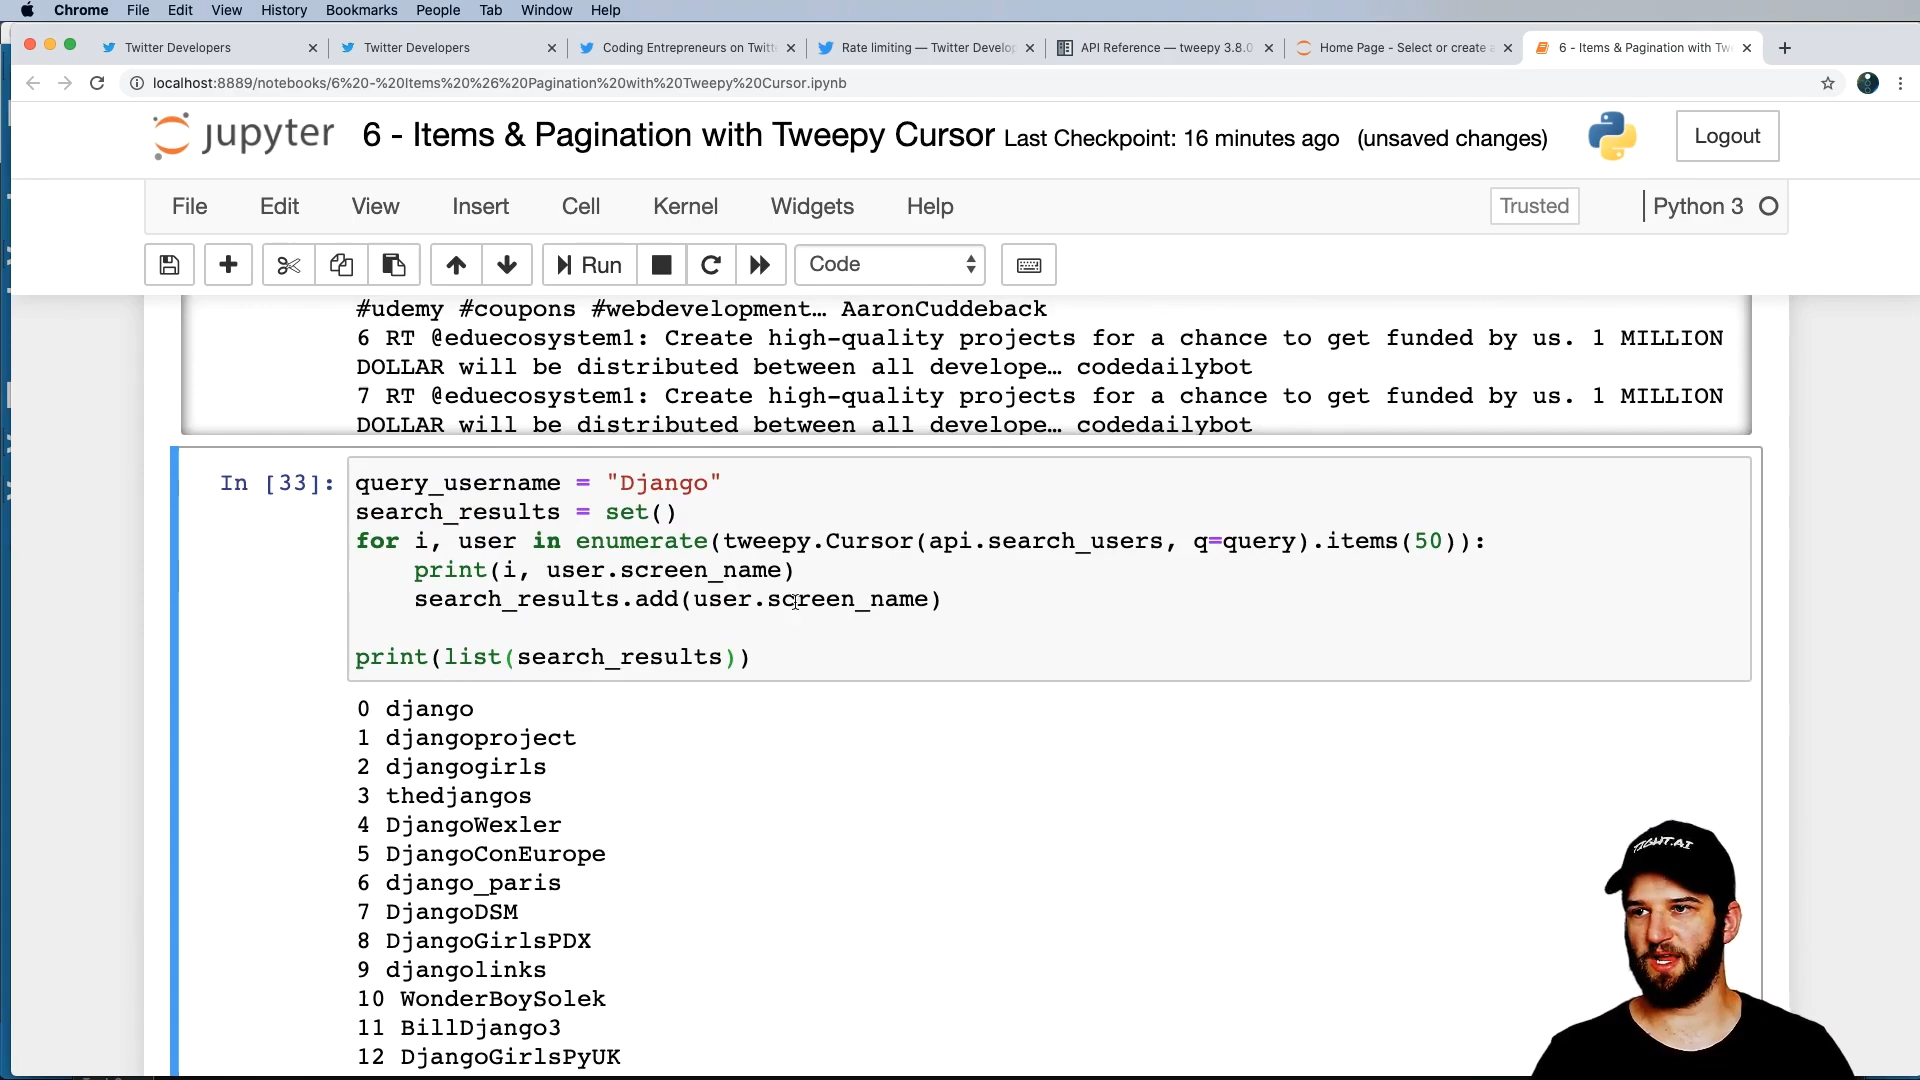 Chrome File Edit View History Bookmarks People Tab Window Help
Twitter Developers
Twitter Developers
Coding Entrepreneurs on Twitt
Rate limiting — Twitter Develop
API Reference — tweepy 3.8.0
Home Page - Select or create a
6 - Items & Pagination with Tw
localhost:8889/notebooks/6%20-%20Items%20%26%20Pagination%20with%20Tweepy%20Cursor.ipynb
jupyter 6 - Items & Pagination with Tweepy Cursor Last Checkpoint: 16 minutes ago (unsaved changes) Logout
File Edit View Insert Cell Kernel Widgets Help Trusted Python 3
Run Code
#udemy #coupons #webdevelopment… AaronCuddeback
6 RT @eduecosystem1: Create high-quality projects for a chance to get funded by us. 1 MILLION
DOLLAR will be distributed between all develope… codedailybot
7 RT @eduecosystem1: Create high-quality projects for a chance to get funded by us. 1 MILLION
DOLLAR will be distributed between all develope… codedailybot
In [33]: query_username = "Django"
search_results = set()
for i, user in enumerate(tweepy.Cursor(api.search_users, q=query).items(50)):
    print(i, user.screen_name)
    search_results.add(user.screen_name)
print(list(search_results))
0 django
1 djangoproject
2 djangogirls
3 thedjangos
4 DjangoWexler
5 DjangoConEurope
6 django_paris
7 DjangoDSM
8 DjangoGirlsPDX
9 djangolinks
10 WonderBoySolek
11 BillDjango3
12 DjangoGirlsPyUK
TIGHT.AI